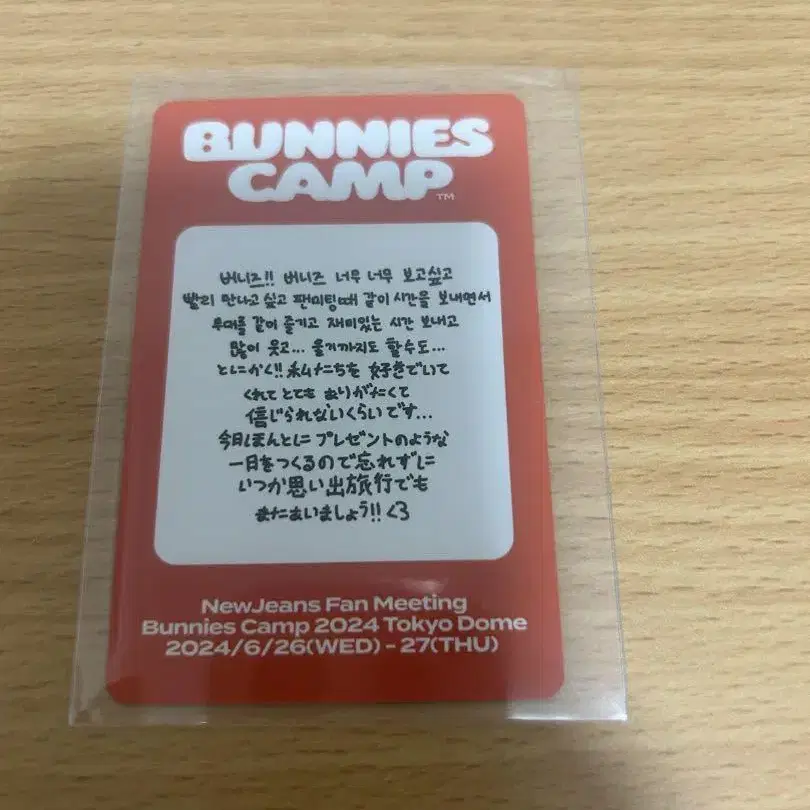 BUNNIES
CAMP™
버니즈!! 버니즈 너무 너무 보고싶고
빨리 만나고 싶고 팬미팅때 같이 시간을 보내면서
무대를 같이 즐기고 재미있는 시간 보내고
많이 웃고... 울기까지도 할수도...
とにかく!! 私たちを 好きでいて
くれて とても ありがたくて
信じられないくらいです...
今日ほんとに プレゼントのような
一日をつくるので忘れずに
いつか思い出旅行でも
またあいましょう!! <3
NewJeans Fan Meeting
Bunnies Camp 2024 Tokyo Dome
2024/6/26(WED) - 27(THU)